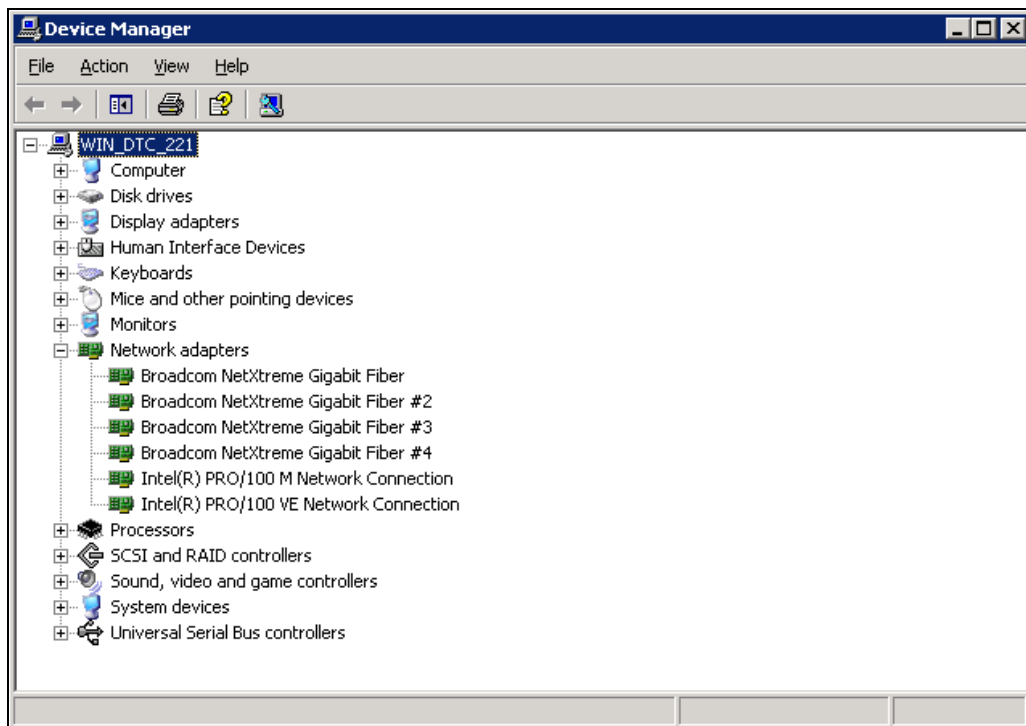 Device Manager
File Action View Help
WIN_DTC_221
Computer
Disk drives
Display adapters
Human Interface Devices
Keyboards
Mice and other pointing devices
Monitors
Network adapters
Broadcom NetXtreme Gigabit Fiber
Broadcom NetXtreme Gigabit Fiber #2
Broadcom NetXtreme Gigabit Fiber #3
Broadcom NetXtreme Gigabit Fiber #4
Intel(R) PRO/100 M Network Connection
Intel(R) PRO/100 VE Network Connection
Processors
SCSI and RAID controllers
Sound, video and game controllers
System devices
Universal Serial Bus controllers